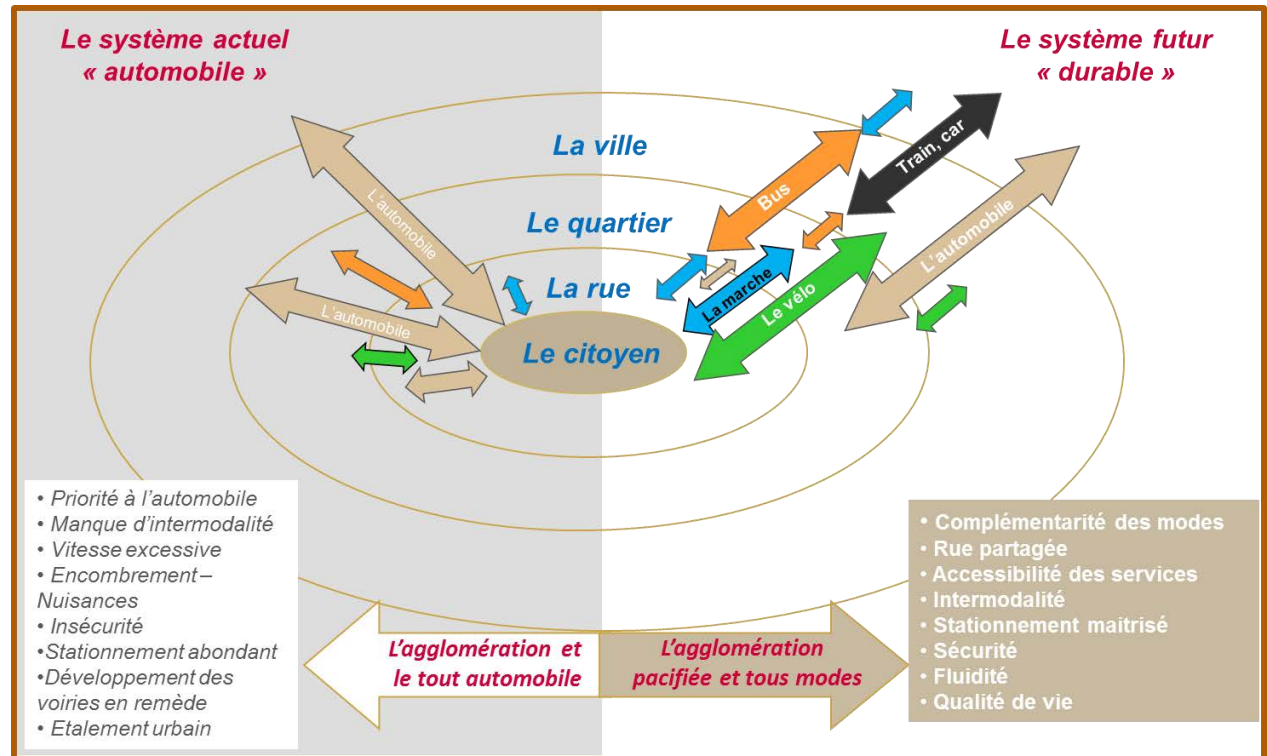 Le système actuel
« automobile »
Le système futur
« durable »
La ville
Le quartier
La rue
Le citoyen
L'automobile
L'automobile
Bus
Train, car
La marche
Le vélo
L'automobile
• Priorité à l'automobile
• Manque d'intermodalité
• Vitesse excessive
• Encombrement –
Nuisances
• Insécurité
•Stationnement abondant
•Développement des
voiries en remède
• Etalement urbain
L'agglomération et
le tout automobile
L'agglomération
pacifiée et tous modes
• Complémentarité des modes
• Rue partagée
• Accessibilité des services
• Intermodalité
• Stationnement maitrisé
• Sécurité
• Fluidité
• Qualité de vie